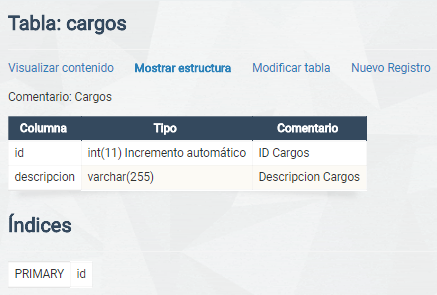 Tabla: cargos
Visualizar contenido Mostrar estructura Modificar tabla Nuevo Registro
Comentario: Cargos
Columna Tipo Comentario
id int(11) Incremento automático ID Cargos
descripcion varchar(255) Descripcion Cargos
Índices
PRIMARY id